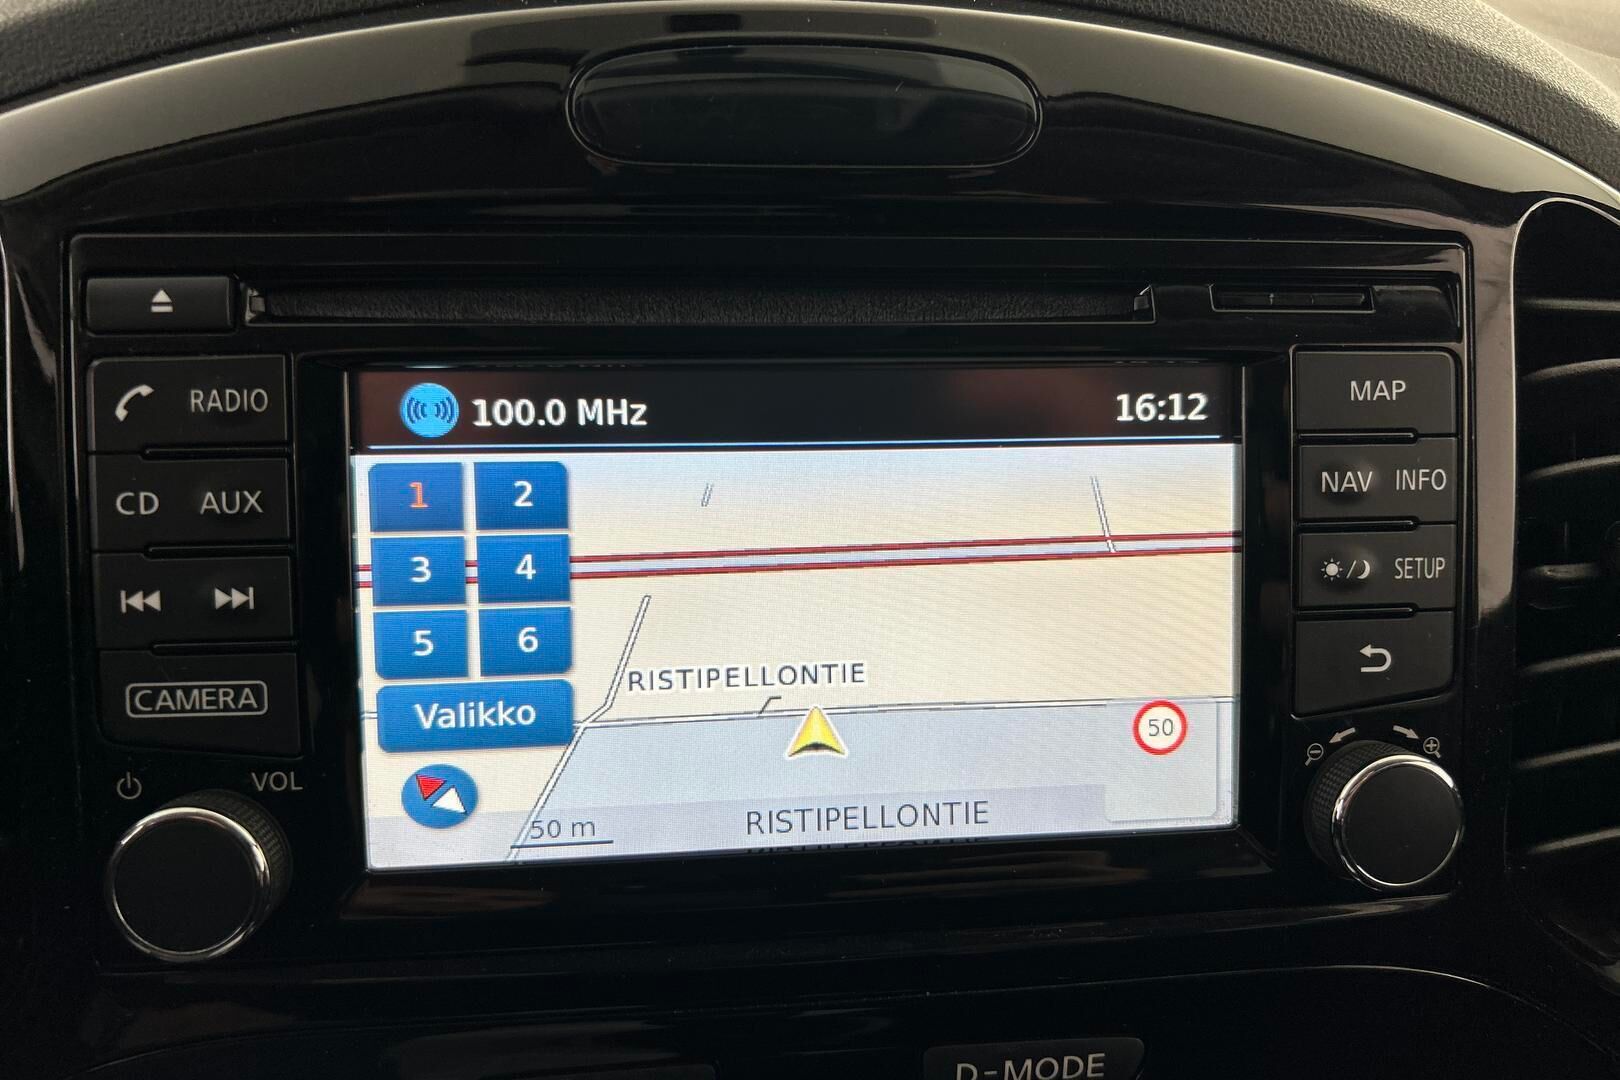 100.0 MHz 16:12
RADIO
CD AUX
CAMERA
VOL
MAP
NAV INFO
SETUP
1 2
3 4
5 6
Valikko
RISTIPELLONTIE
50
50 m
RISTIPELLONTIE
D-MODE